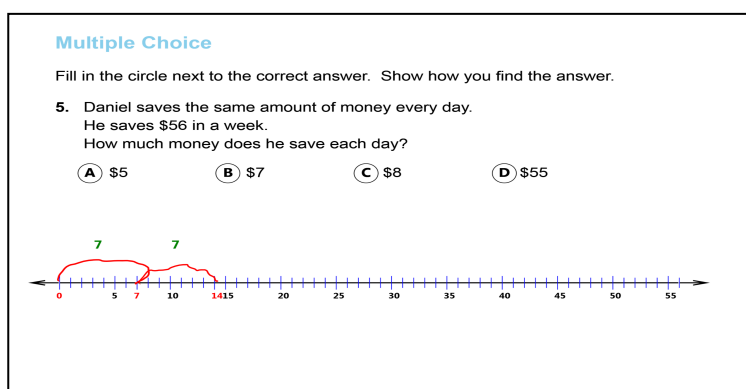 Multiple Choice
Fill in the circle next to the correct answer. Show how you find the answer.
5. Daniel saves the same amount of money every day.
He saves $56 in a week.
How much money does he save each day?
A $5 B $7 C $8 D $55
7 7
0 5 7 10 14 15 20 25 30 35 40 45 50 55